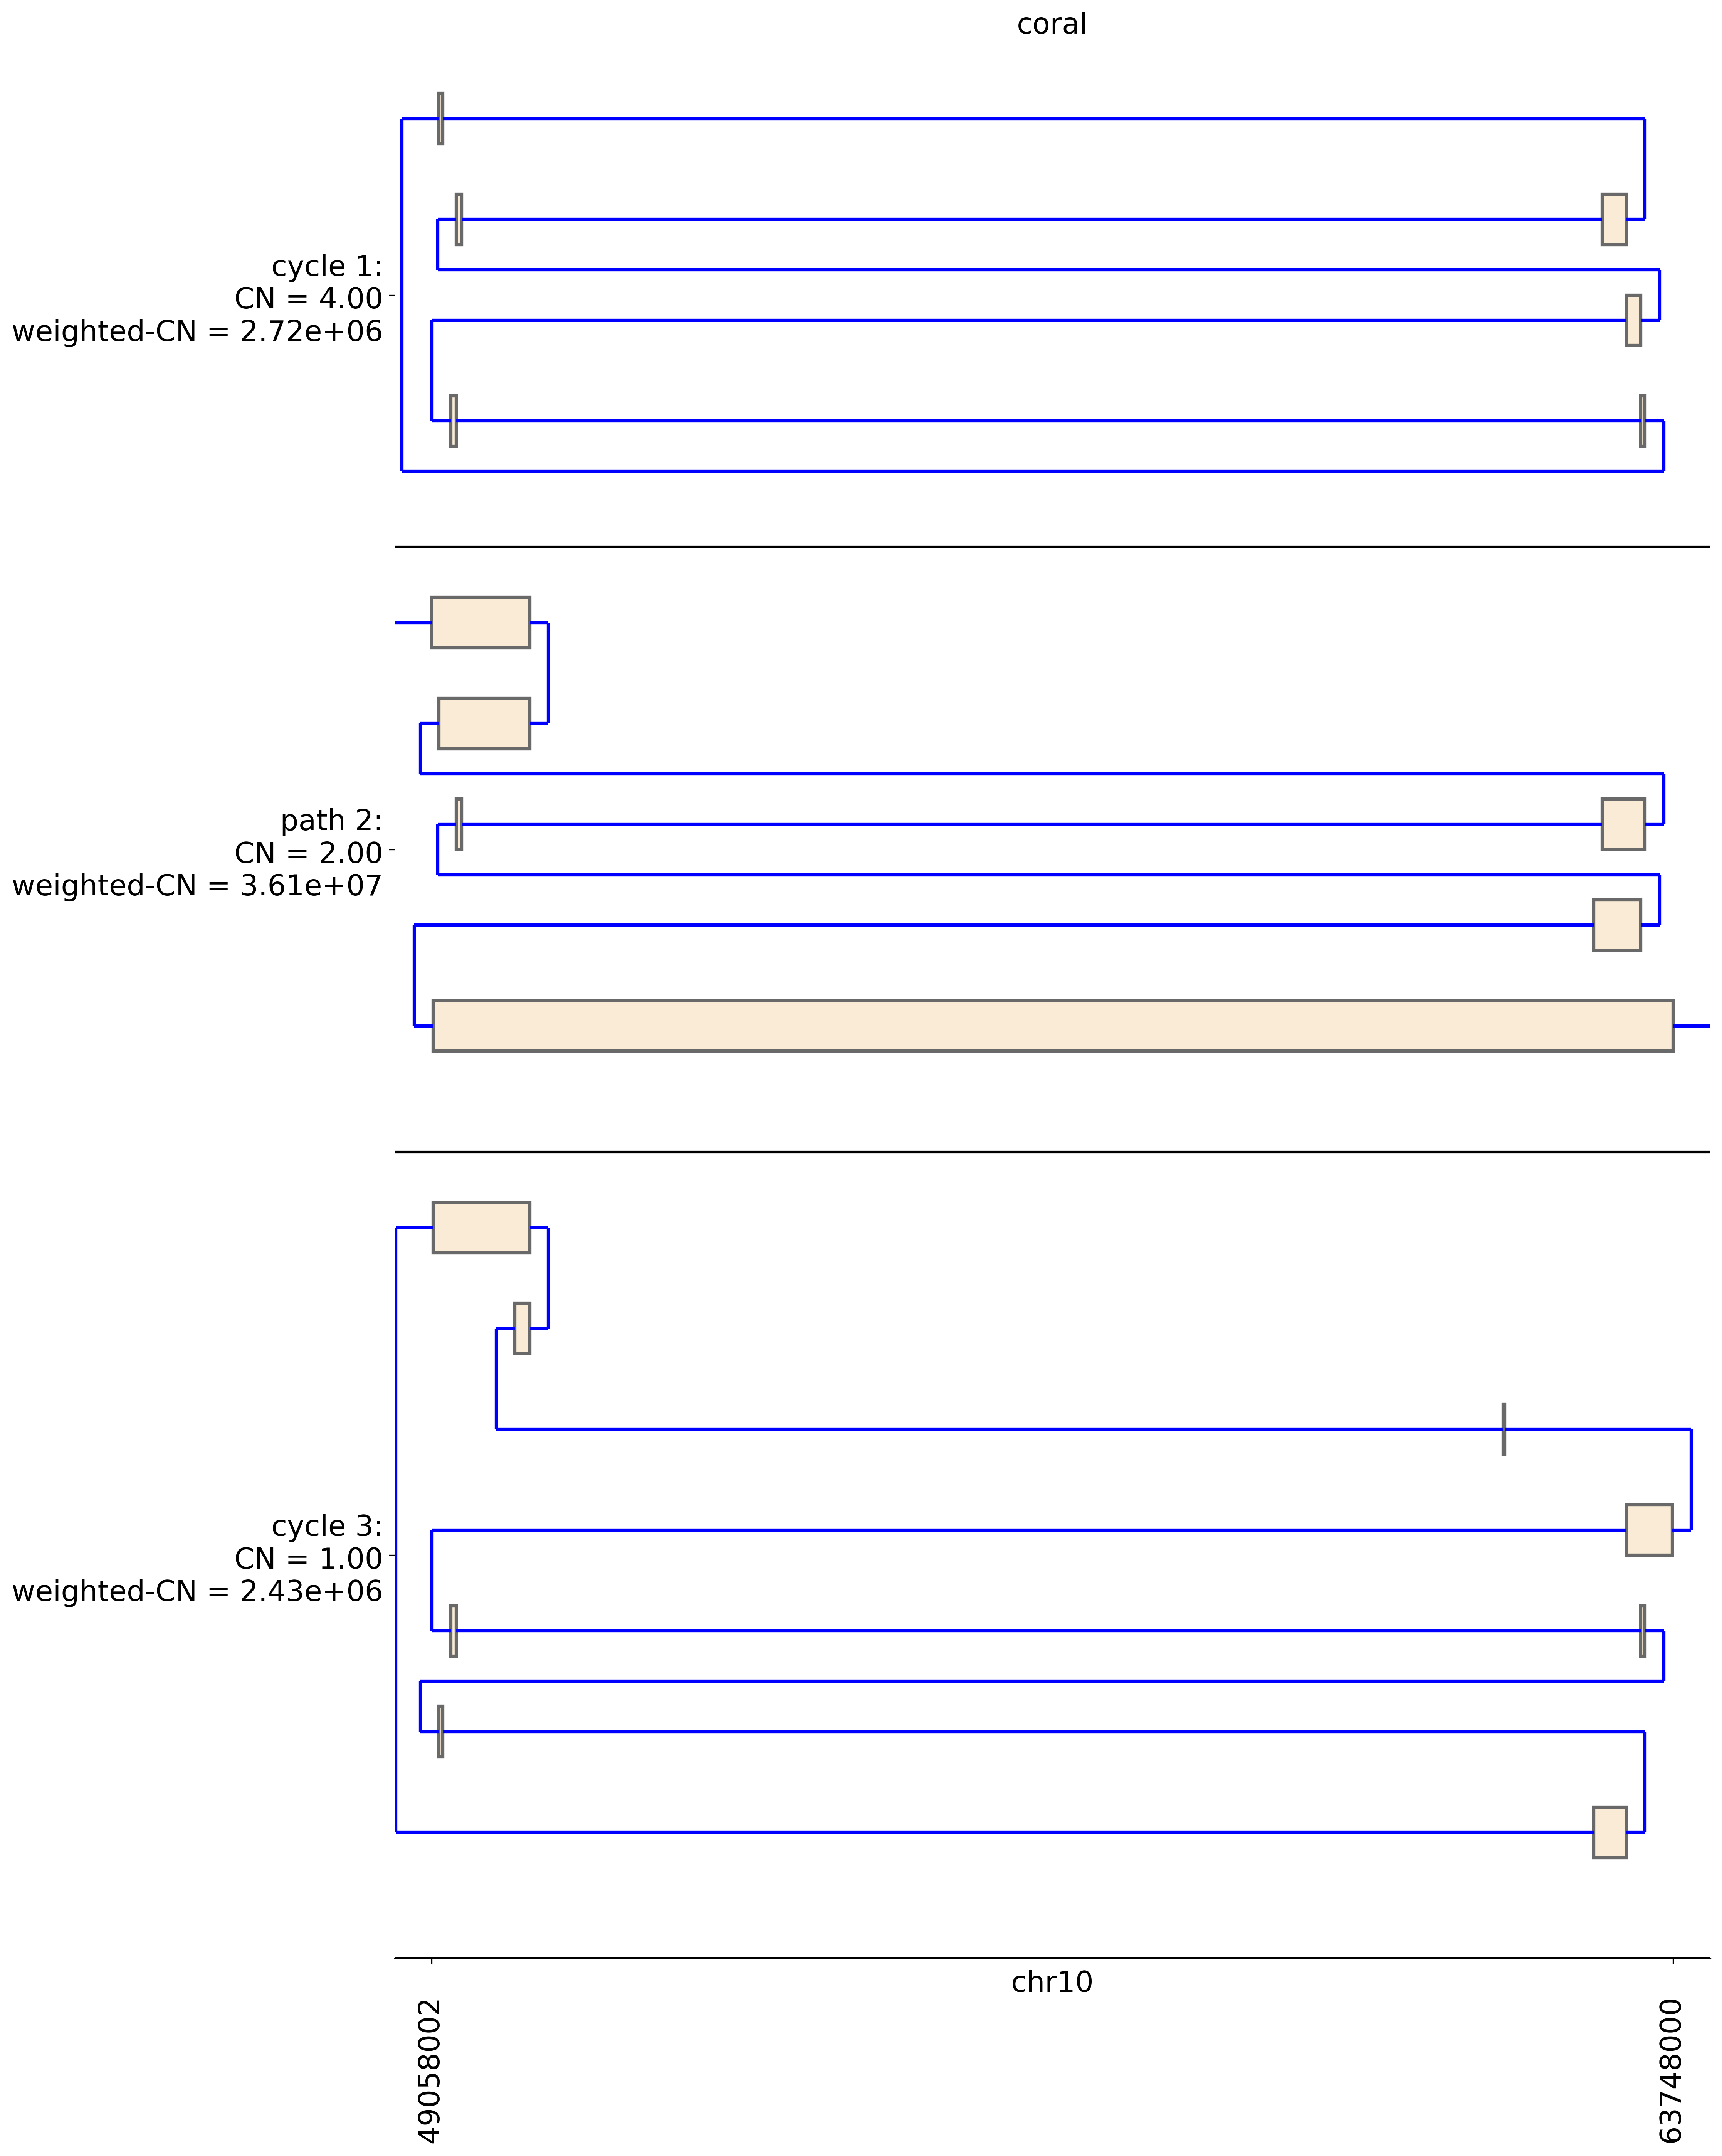 coral
cycle 1:
CN = 4.00
weighted-CN = 2.72e+06
path 2:
CN = 2.00
weighted-CN = 3.61e+07
cycle 3:
CN = 1.00
weighted-CN = 2.43e+06
chr10
49058002
63748000